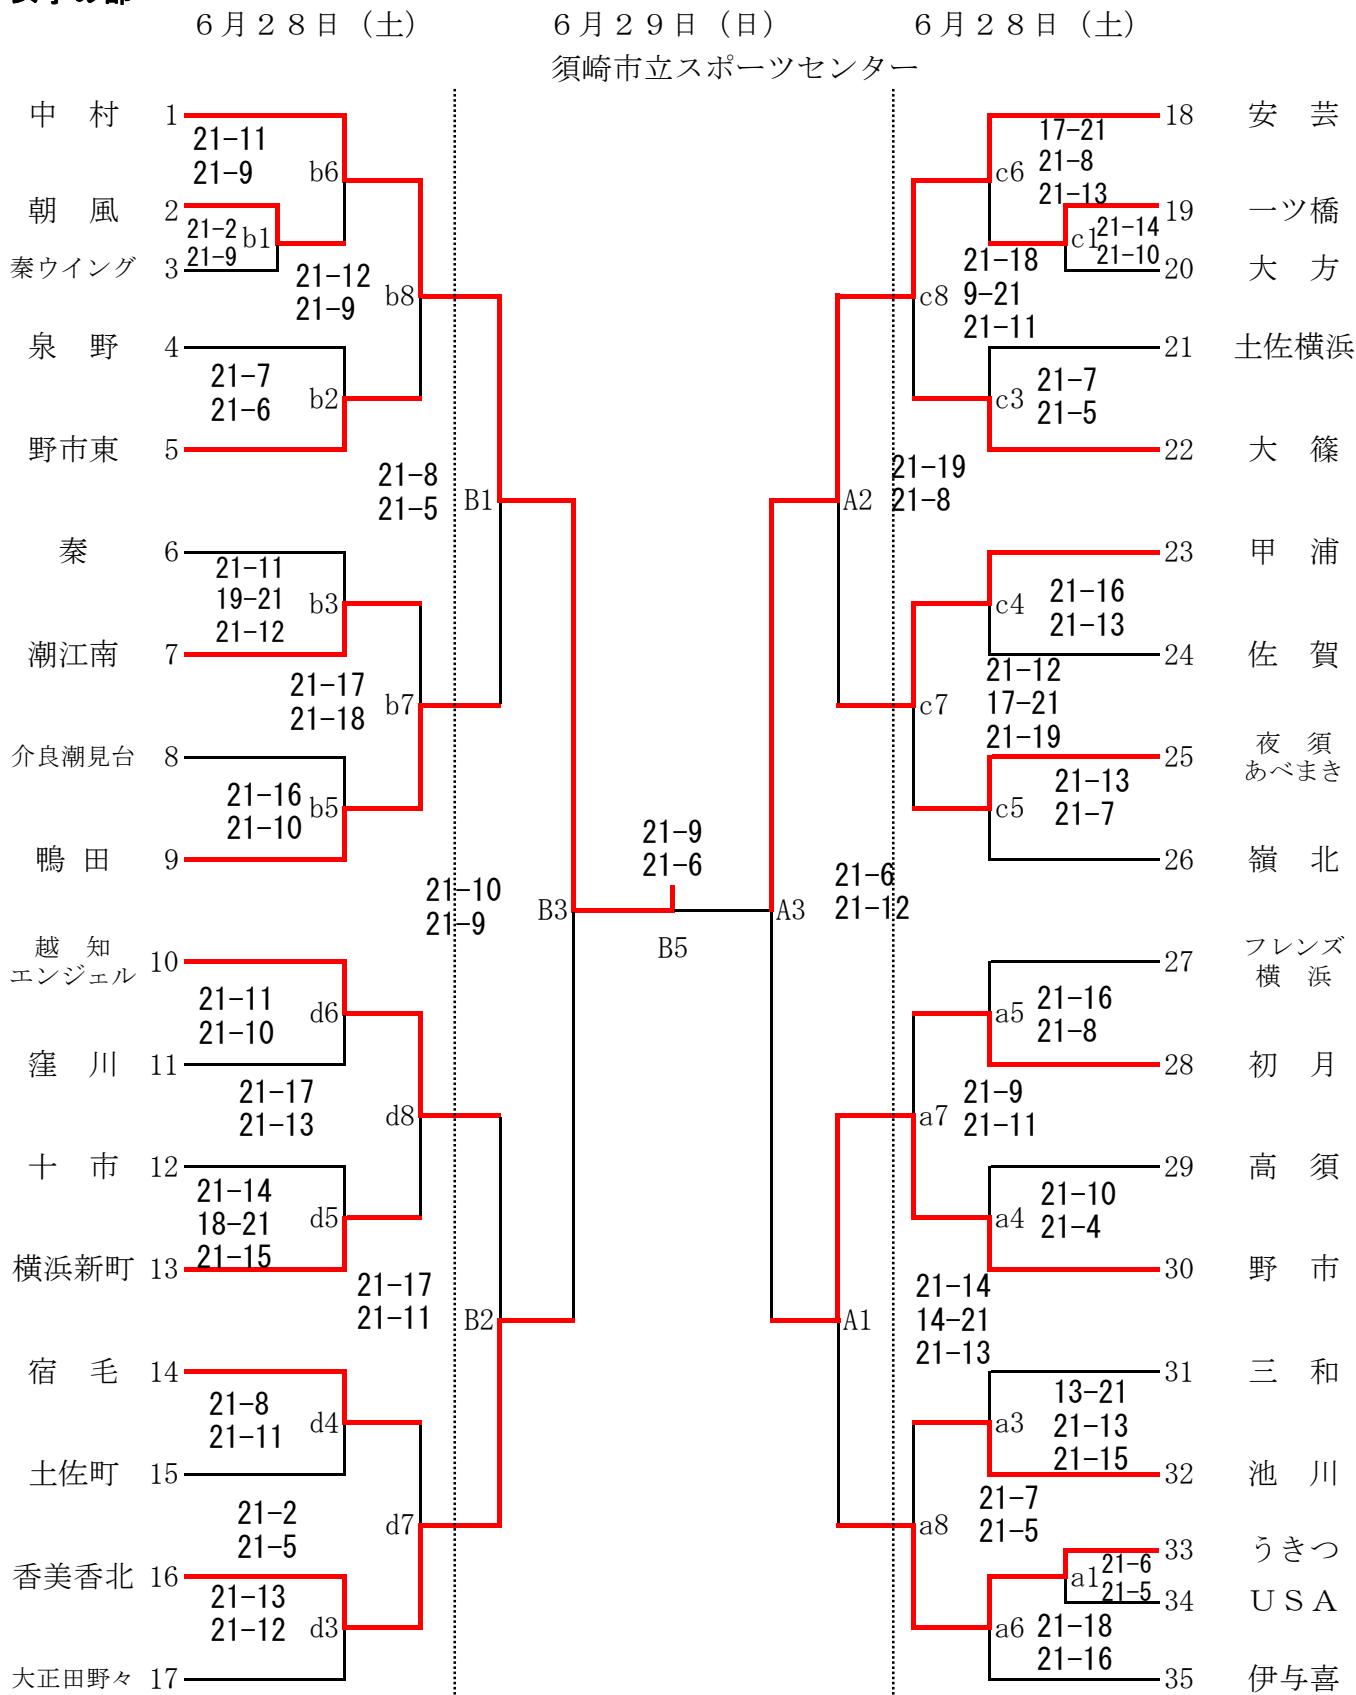 ６月２８日（土）
６月２９日（日）
６月２８日（土）
須崎市立スポーツセンター
中　村 1
21-11
21-9
b6
朝　風 2
21-2
21-9
b1
秦ウイング 3
21-12
21-9
b8
泉　野 4
21-7
21-6
b2
野市東 5
21-8
21-5
B1
秦 6
21-11
19-21
21-12
b3
潮江南 7
21-17
21-18
b7
介良潮見台 8
21-16
21-10
b5
鴨 田 9
21-10
21-9
B3
越　知
エンジェル 10
21-11
21-10
d6
窪　川 11
21-17
21-13
d8
十　市 12
21-14
18-21
21-15
d5
横浜新町 13
21-17
21-11
B2
宿　毛 14
21-8
21-11
d4
土佐町 15
21-2
21-5
d7
香美香北 16
21-13
21-12
d3
大正田野々 17
21-9
21-6
B5
18 安　芸
17-21
21-8
21-13
c6
19 一ツ橋
c1
21-14
21-10
20 大　方
21-18
9-21
21-11
c8
21 土佐横浜
c3
21-7
21-5
22 大　篠
A2
21-19
21-8
23 甲　浦
c4
21-16
21-13
24 佐　賀
21-12
17-21
21-19
c7
25 夜　須
あべまき
c5
21-13
21-7
26 嶺　北
A3
21-6
21-12
27 フレンズ
横　浜
a5
21-16
21-8
28 初　月
a7
21-9
21-11
29 高　須
a4
21-10
21-4
30 野　市
A1
21-14
14-21
21-13
31 三　和
a3
13-21
21-13
21-15
32 池　川
a8
21-7
21-5
33 うきつ
a1
21-6
21-5
34 ＵＳＡ
a6
21-18
21-16
35 伊与喜